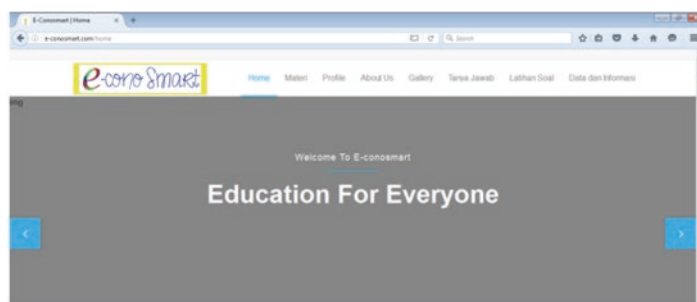 E-Conosmart | Home
e-conosmart.com/home
Search
e-cono Smart
Home Materi Profile About Us Gallery Tanya Jawab Latihan Soal Data dan Informasi
img
Welcome To E-conosmart
Education For Everyone